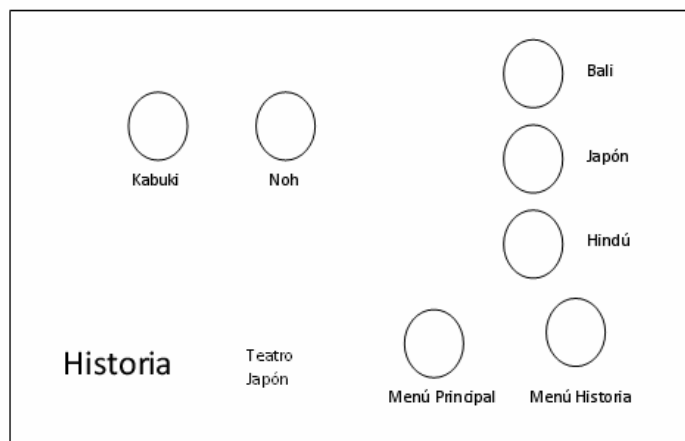 Bali
Japón
Kabuki
Noh
Hindú
Historia
Teatro
Japón
Menú Principal
Menú Historia